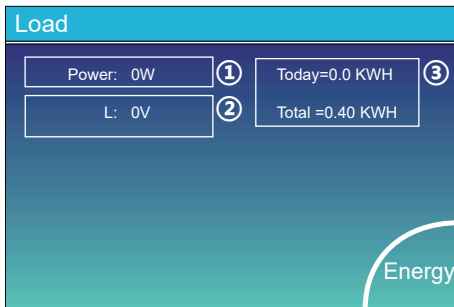 Load
Power: 0W ①
L: 0V ②
Today=0.0 KWH ③
Total =0.40 KWH
Energy